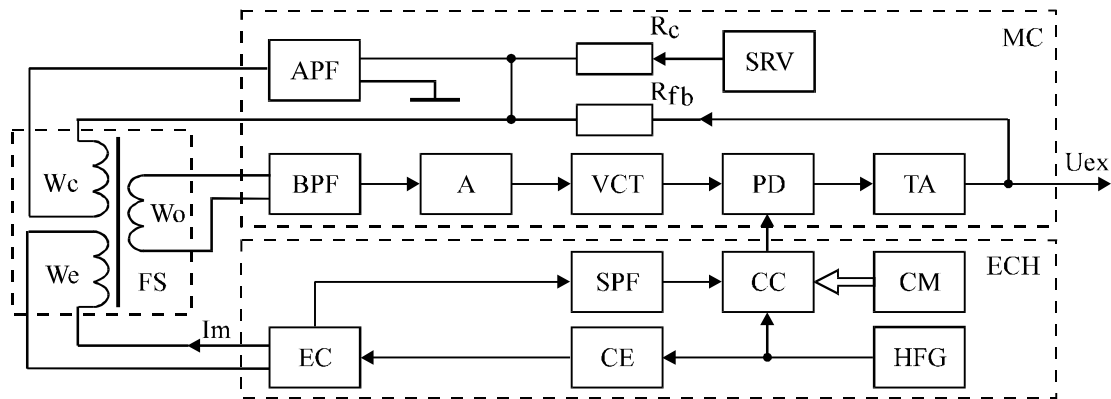 MC
Rc
APF
SRV
Rfb
Uex
Wc
BPF
A
VCT
PD
TA
Wo
We
FS
ECH
SPF
CC
CM
Im
EC
CE
HFG